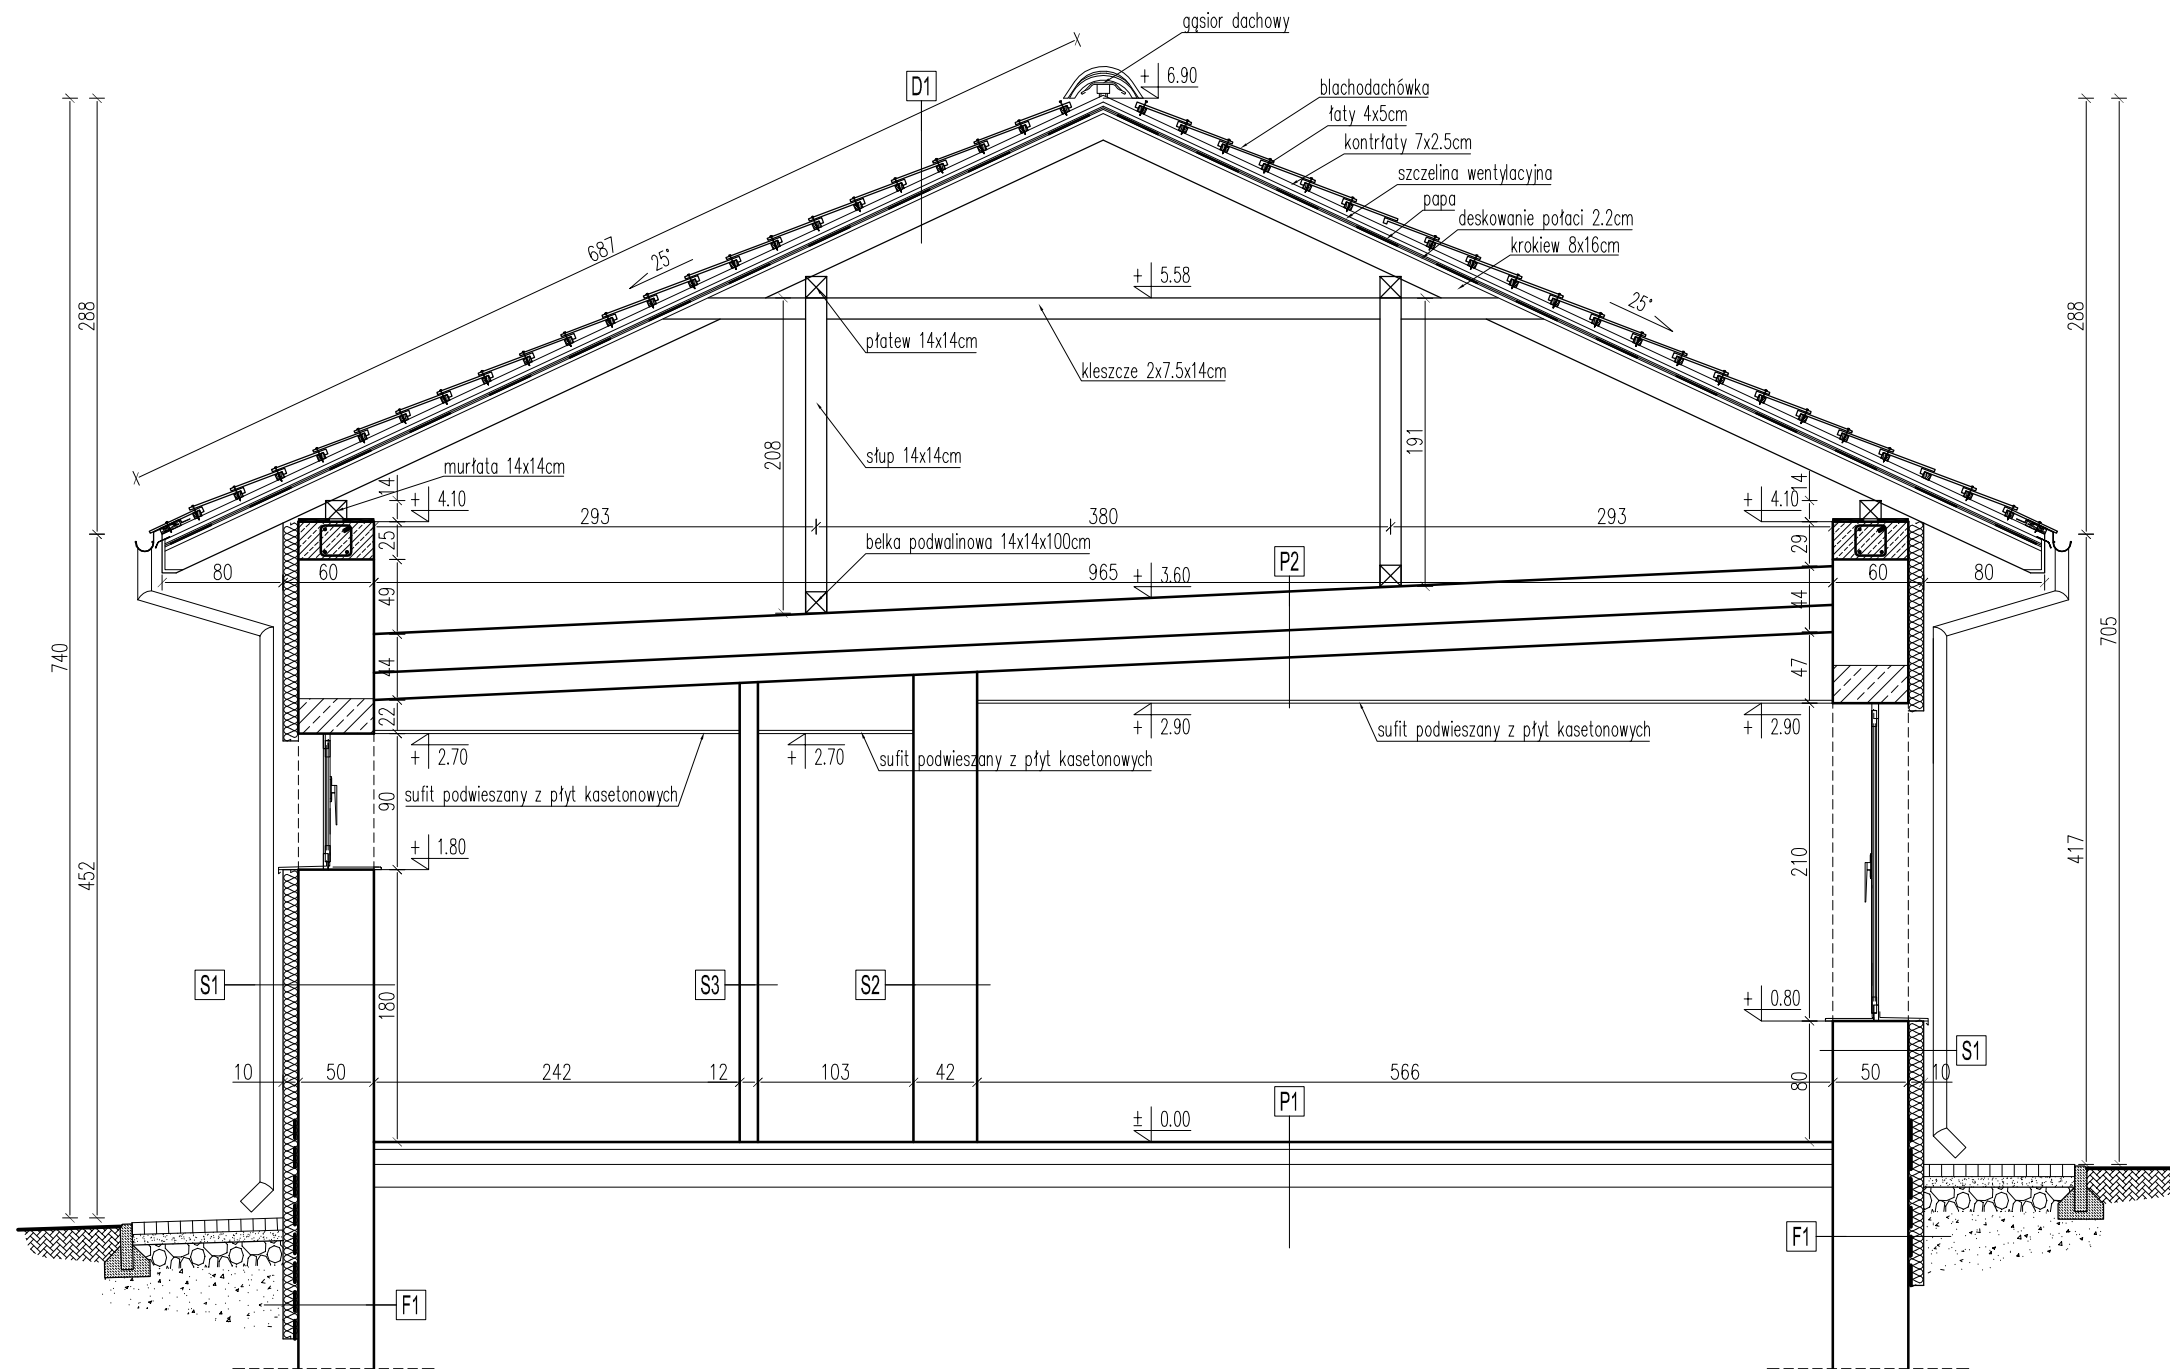 gąsior dachowy
D1
+ 6.90
blachodachówka
łaty 4x5cm
kontrłaty 7x2.5cm
szczelina wentylacyjna
papa
deskowanie połaci 2.2cm
krokiew 8x16cm
687
25°
25°
+ 5.58
288
288
płatew 14x14cm
kleszcze 2x7.5x14cm
208
191
słup 14x14cm
murłata 14x14cm
14
14
+ 4.10
+ 4.10
293
380
293
25
29
belka podwalinowa 14x14x100cm
P2
80
60
965
+ 3.60
60
80
49
44
740
705
44
47
22
+ 2.70
+ 2.70
+ 2.90
+ 2.90
sufit podwieszany z płyt kasetonowych
sufit podwieszany z płyt kasetonowych
sufit podwieszany z płyt kasetonowych
90
+ 1.80
452
417
210
S1
S3
S2
180
+ 0.80
S1
10
50
242
12
103
42
566
80
50
10
P1
± 0.00
F1
F1